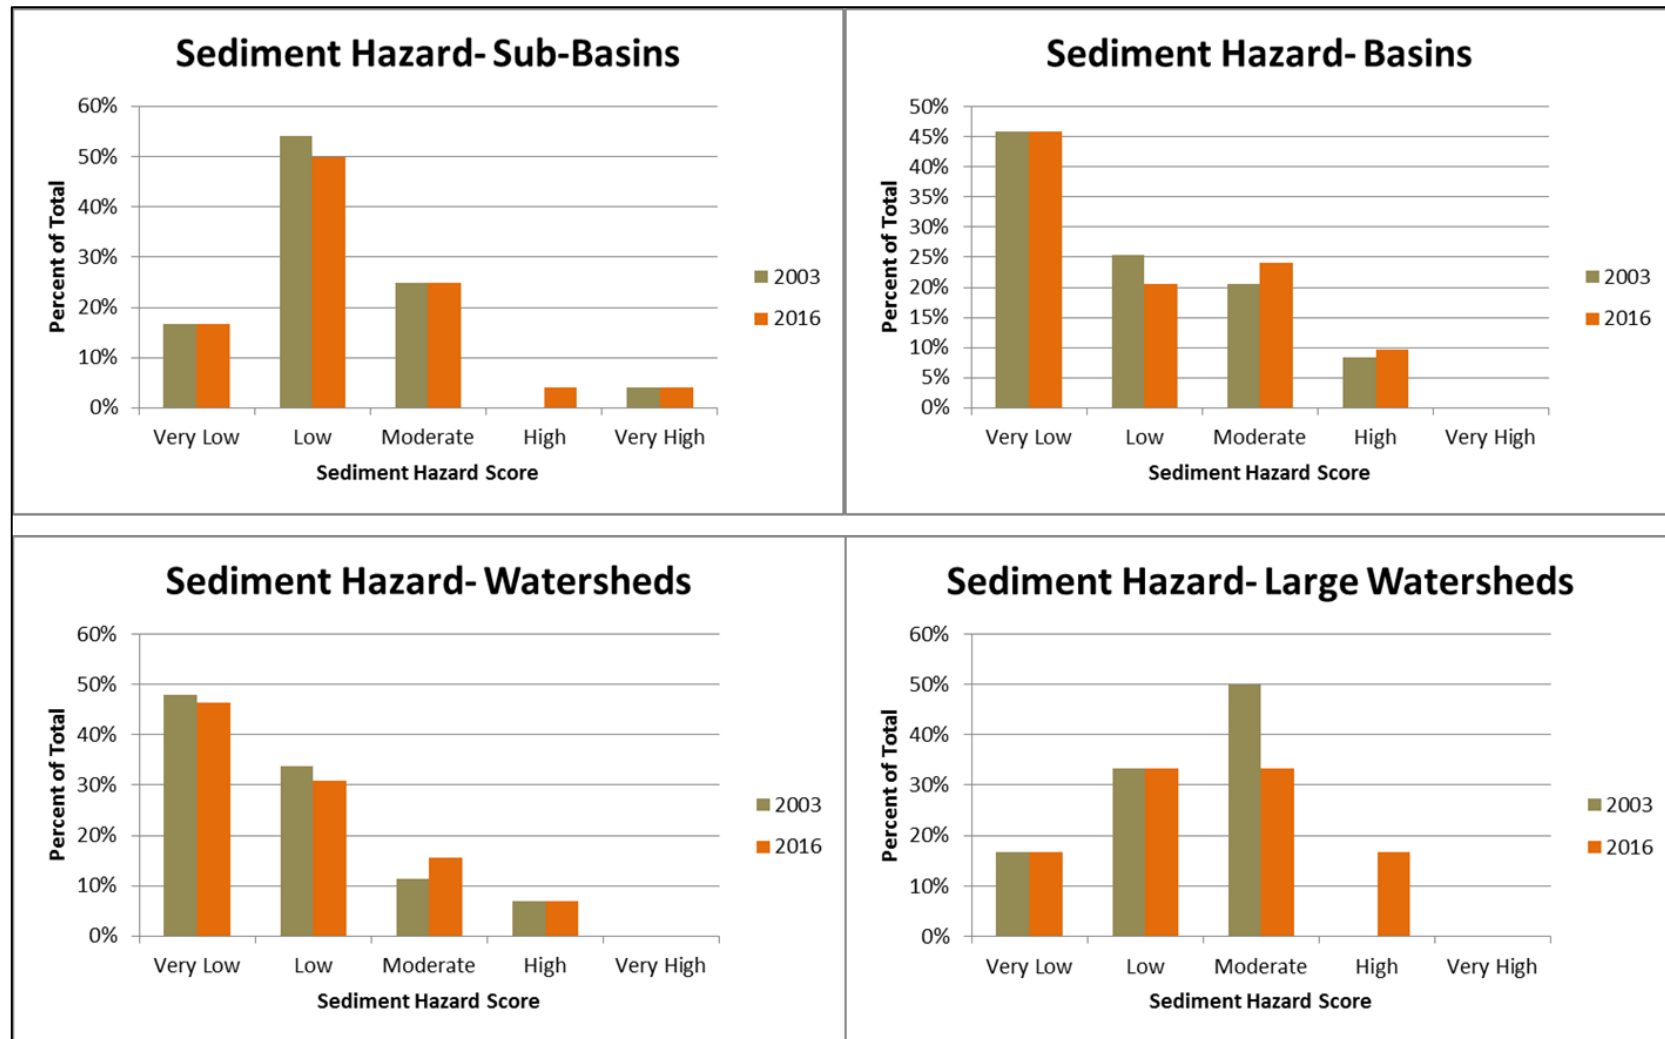 Sediment Hazard- Sub-Basins
60%
50%
40%
30%
20%
10%
0%
Percent of Total
Very Low Low Moderate High Very High
Sediment Hazard Score
2003
2016
Sediment Hazard- Basins
50%
45%
40%
35%
30%
25%
20%
15%
10%
5%
0%
Percent of Total
Very Low Low Moderate High Very High
Sediment Hazard Score
2003
2016
Sediment Hazard- Watersheds
60%
50%
40%
30%
20%
10%
0%
Percent of Total
Very Low Low Moderate High Very High
Sediment Hazard Score
2003
2016
Sediment Hazard- Large Watersheds
60%
50%
40%
30%
20%
10%
0%
Percent of Total
Very Low Low Moderate High Very High
Sediment Hazard Score
2003
2016